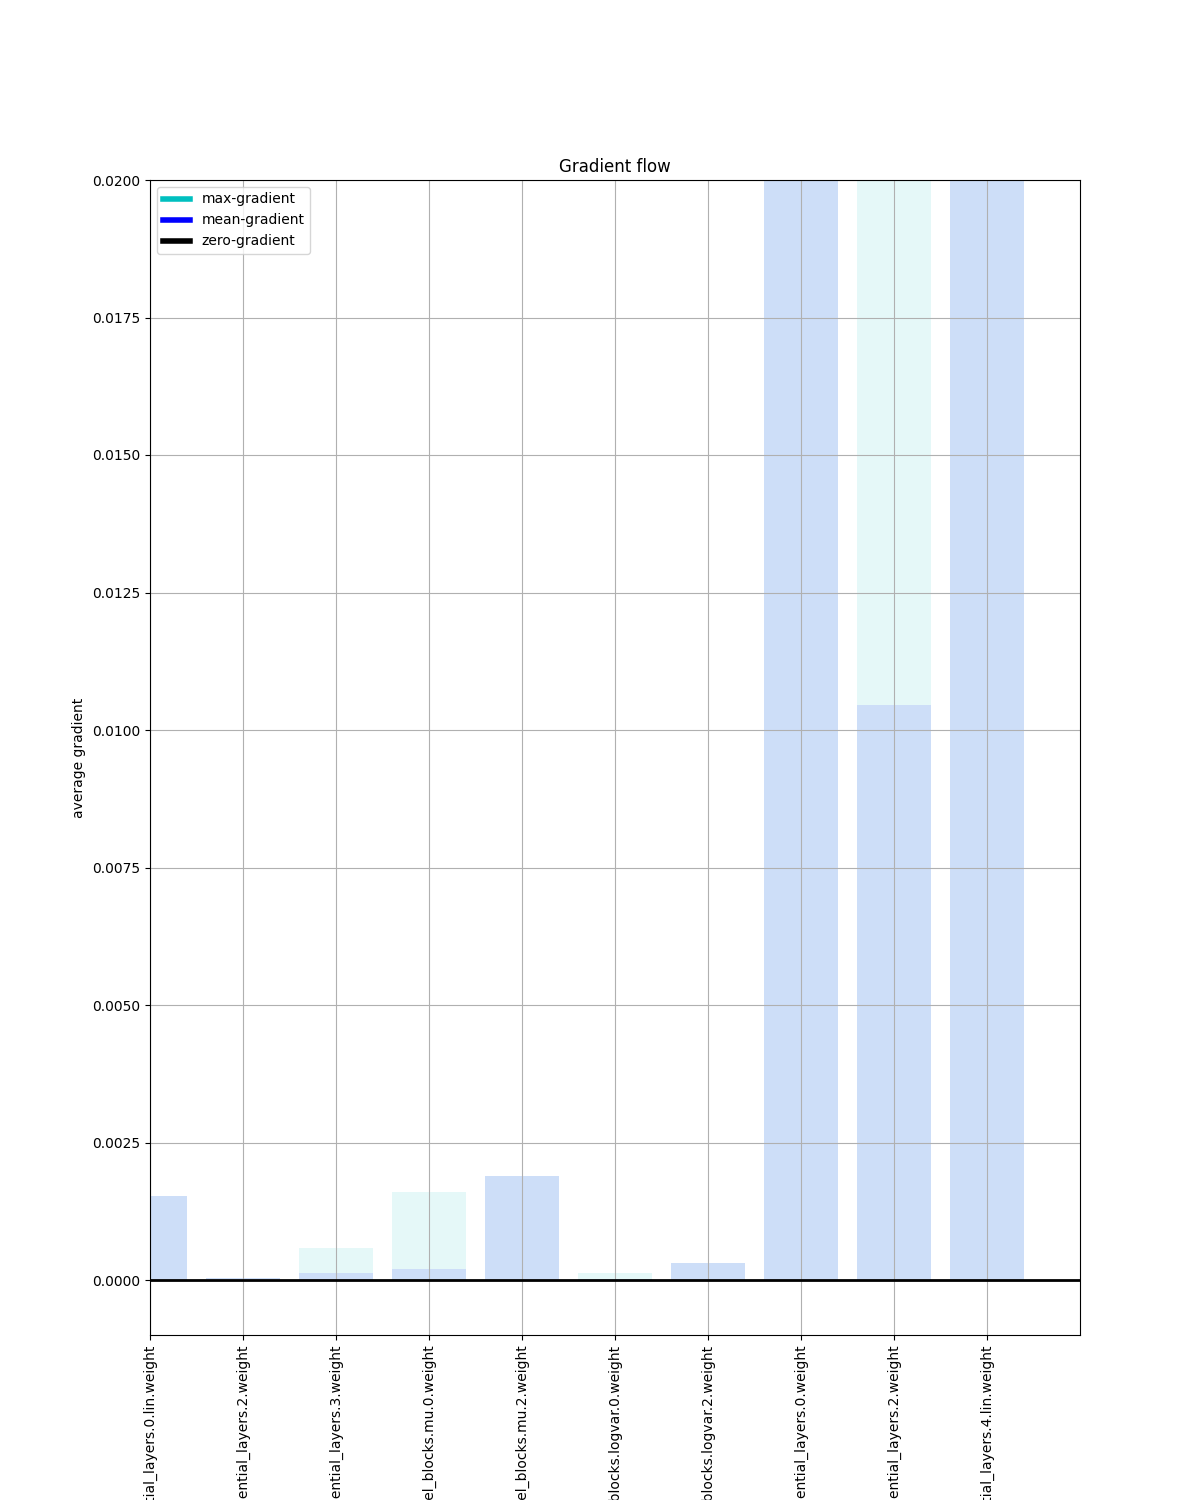 Gradient flow
max-gradient
mean-gradient
zero-gradient
0.0200
0.0175
0.0150
0.0125
0.0100
0.0075
0.0050
0.0025
0.0000
average gradient
tial_layers.0.lin.weight
ential_layers.2.weight
ential_layers.3.weight
el_blocks.mu.0.weight
el_blocks.mu.2.weight
blocks.logvar.0.weight
blocks.logvar.2.weight
ential_layers.0.weight
ential_layers.2.weight
tial_layers.4.lin.weight